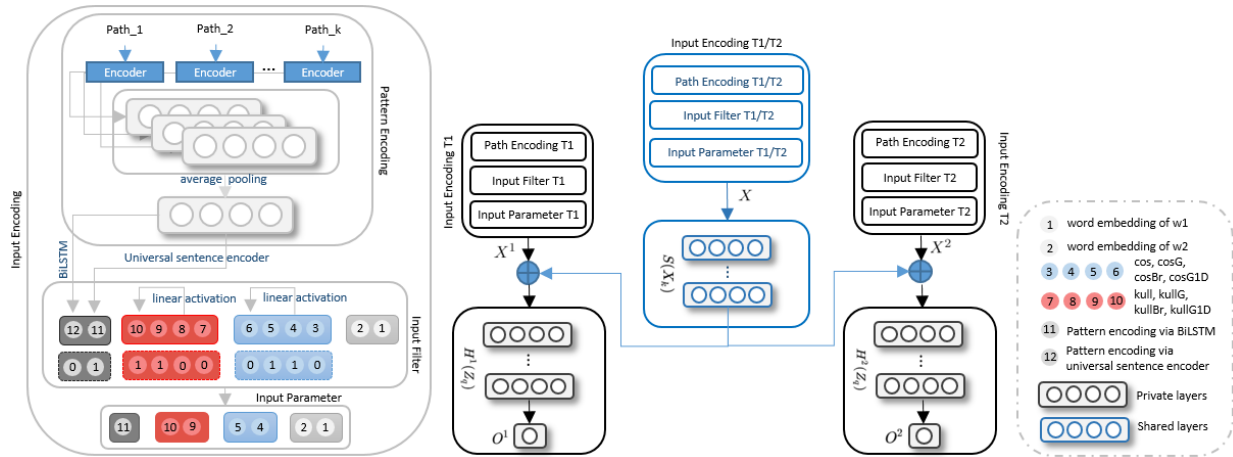 Path_1 Path_2 Path_k
Encoder Encoder ... Encoder
Pattern Encoding
average pooling
BiLSTM
Universal sentence encoder
Input Encoding
linear activation linear activation
12 11 10 9 8 7 6 5 4 3 2 1
0 1 1 1 0 0 0 1 1 0
Input Filter
Input Parameter
11 10 9 5 4 2 1
Input Encoding T1
Path Encoding T1
Input Filter T1
Input Parameter T1
X¹
H¹(Z_q)
O¹
Input Encoding T1/T2
Path Encoding T1/T2
Input Filter T1/T2
Input Parameter T1/T2
X
S(X_k)
Input Encoding T2
Path Encoding T2
Input Filter T2
Input Parameter T2
X²
H²(Z_q)
O²
1 word embedding of w1
2 word embedding of w2
3 4 5 6 cos, cosG,
cosBr, cosG1D
7 8 9 10 kull, kullG,
kullBr, kullG1D
11 Pattern encoding via BiLSTM
12 Pattern encoding via
universal sentence encoder
Private layers
Shared layers